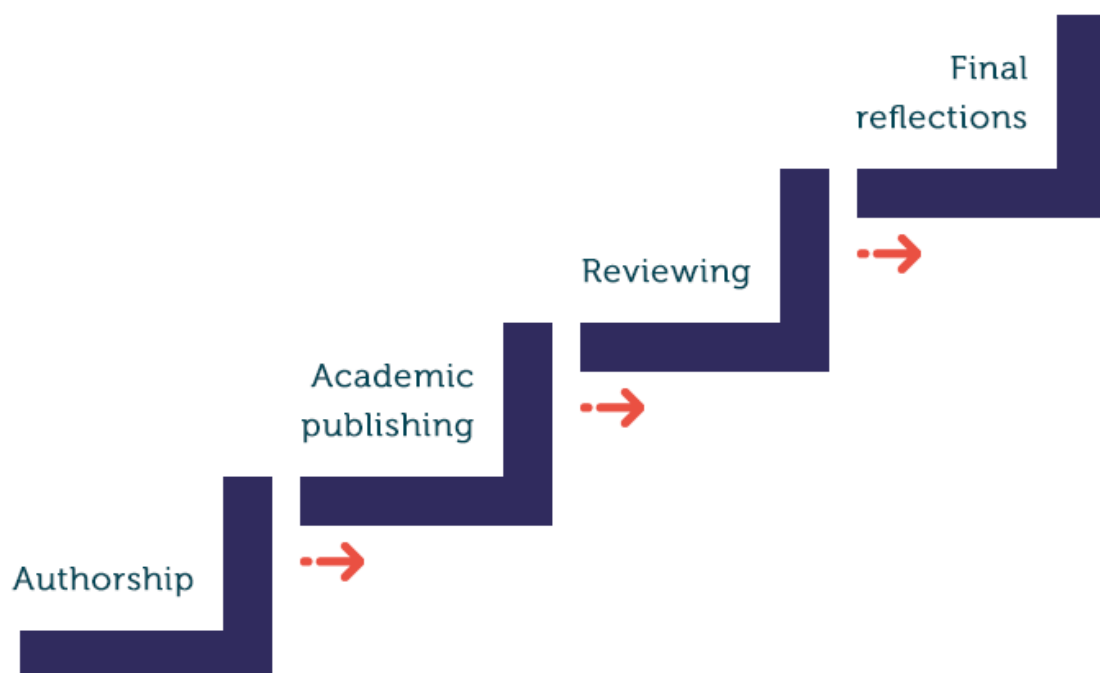 Final
reflections
Reviewing
Academic
publishing
Authorship